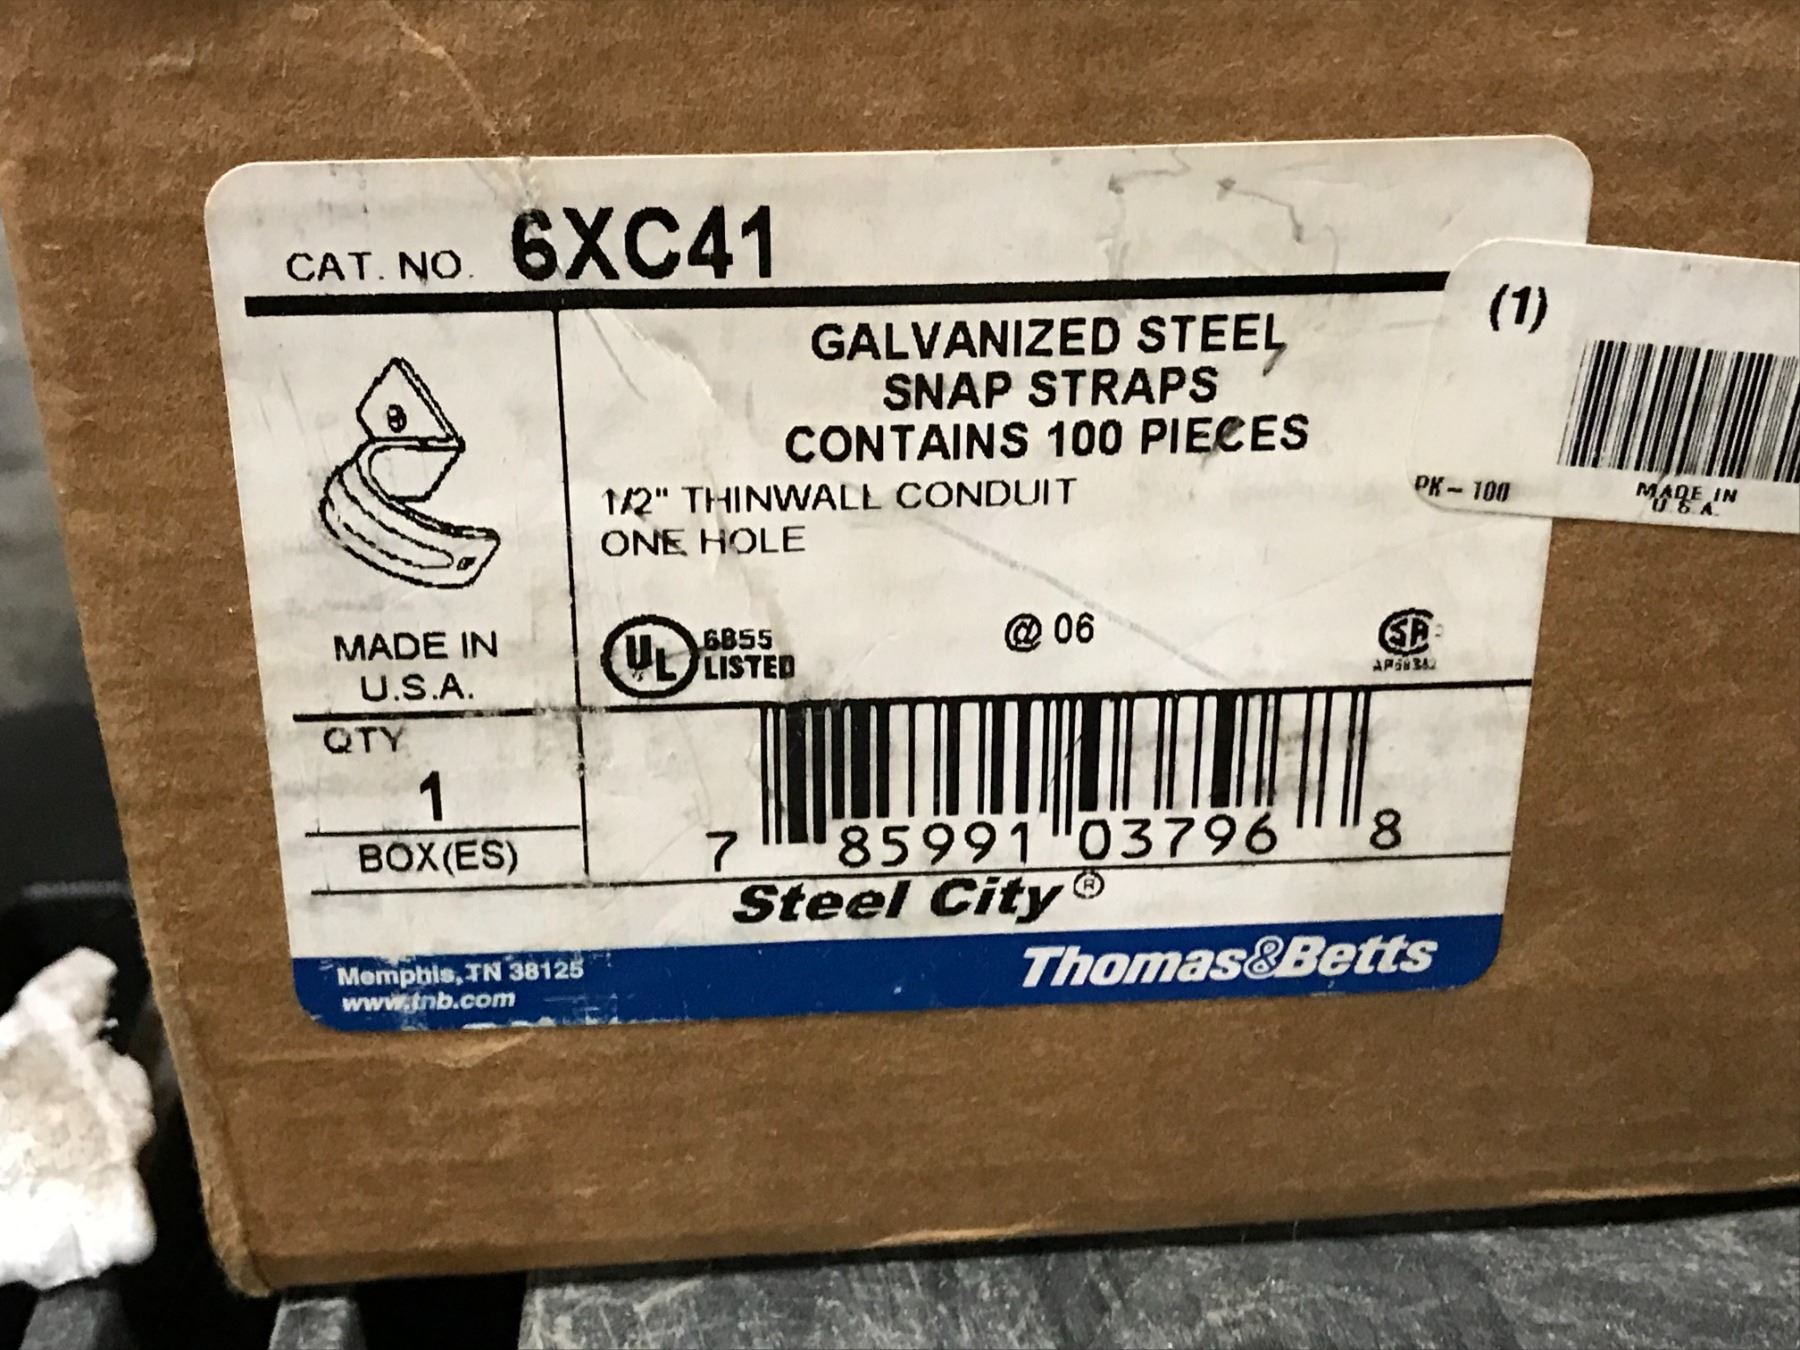 CAT. NO. 6XC41
GALVANIZED STEEL
SNAP STRAPS
CONTAINS 100 PIECES
1/2" THINWALL CONDUIT
ONE HOLE
MADE IN
U.S.A.
UL 6B55
LISTED
@ 06
SA
QTY
1
BOX(ES)
7 85991 03796 8
Steel City®
Memphis, TN 38125
www.tnb.com
Thomas&Betts
(1)
PK - 100
MADE IN
U.S.A.